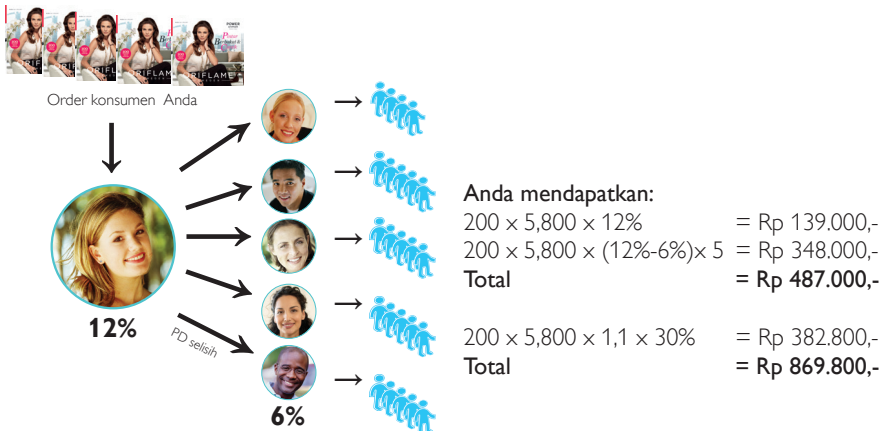 ORIFLAME
Order konsumen Anda
12%
PD selisih
6%
Anda mendapatkan:
200 x 5,800 x 12% = Rp 139.000,-
200 x 5,800 x (12%-6%)x 5 = Rp 348.000,-
Total = Rp 487.000,-
200 x 5,800 x 1,1 x 30% = Rp 382.800,-
Total = Rp 869.800,-